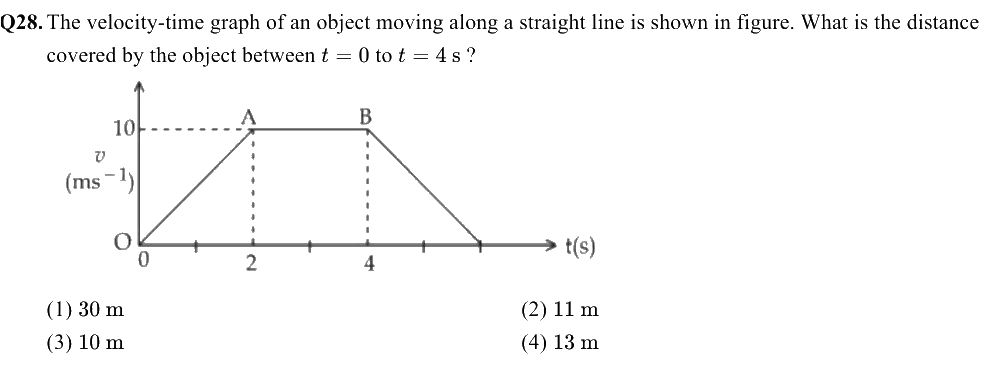 Q28. The velocity-time graph of an object moving along a straight line is shown in figure. What is the distance
covered by the object between t = 0 to t = 4 s ?
A
B
10
v
(ms⁻¹)
O
t(s)
0
2
4
(1) 30 m
(2) 11 m
(3) 10 m
(4) 13 m